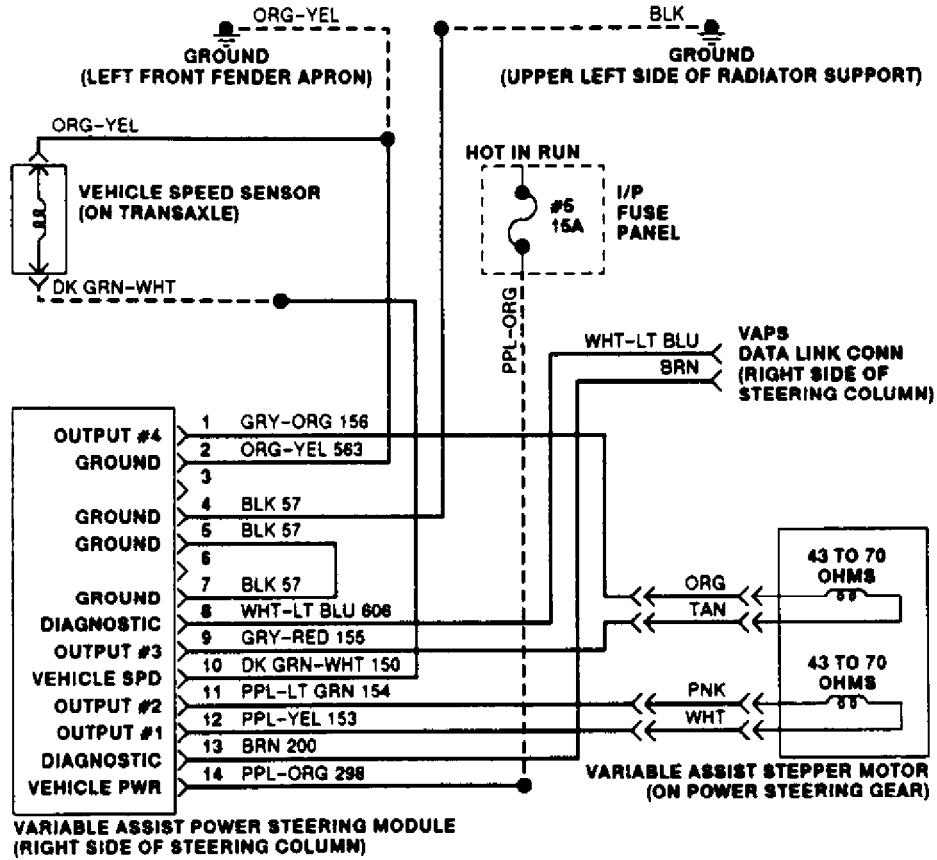 ORG-YEL
GROUND
(LEFT FRONT FENDER APRON)
BLK
GROUND
(UPPER LEFT SIDE OF RADIATOR SUPPORT)
ORG-YEL
VEHICLE SPEED SENSOR
(ON TRANSAXLE)
DK GRN-WHT
HOT IN RUN
#5
15A
I/P
FUSE
PANEL
PPL-ORG
WHT-LT BLU
BRN
VAPS
DATA LINK CONN
(RIGHT SIDE OF
STEERING COLUMN)
OUTPUT #4 1 GRY-ORG 156
GROUND 2 ORG-YEL 563
3
GROUND 4 BLK 57
GROUND 5 BLK 57
6
GROUND 7 BLK 57
DIAGNOSTIC 8 WHT-LT BLU 606
OUTPUT #3 9 GRY-RED 155
VEHICLE SPD 10 DK GRN-WHT 150
OUTPUT #2 11 PPL-LT GRN 154
OUTPUT #1 12 PPL-YEL 153
DIAGNOSTIC 13 BRN 200
VEHICLE PWR 14 PPL-ORG 298
VARIABLE ASSIST POWER STEERING MODULE
(RIGHT SIDE OF STEERING COLUMN)
ORG
TAN
43 TO 70
OHMS
PNK
WHT
43 TO 70
OHMS
VARIABLE ASSIST STEPPER MOTOR
(ON POWER STEERING GEAR)